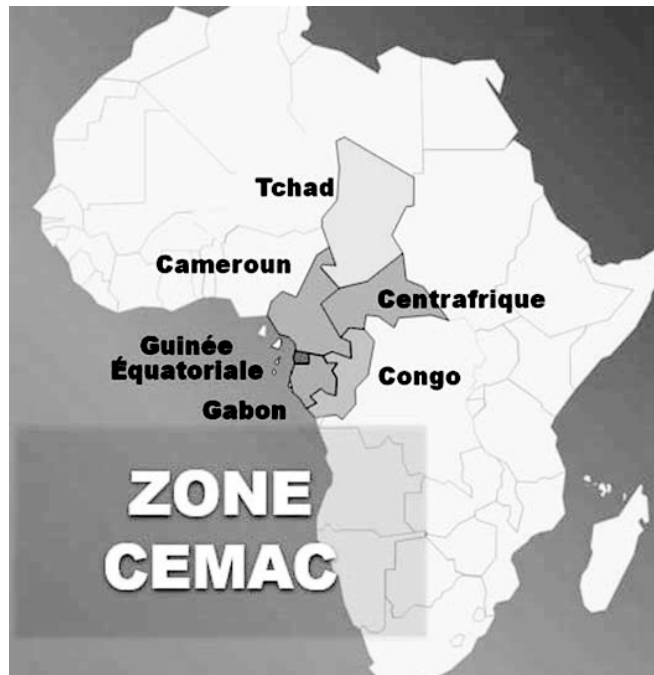 Tchad
Cameroun
Centrafrique
Guinée
Équatoriale
Congo
Gabon
ZONE
CEMAC